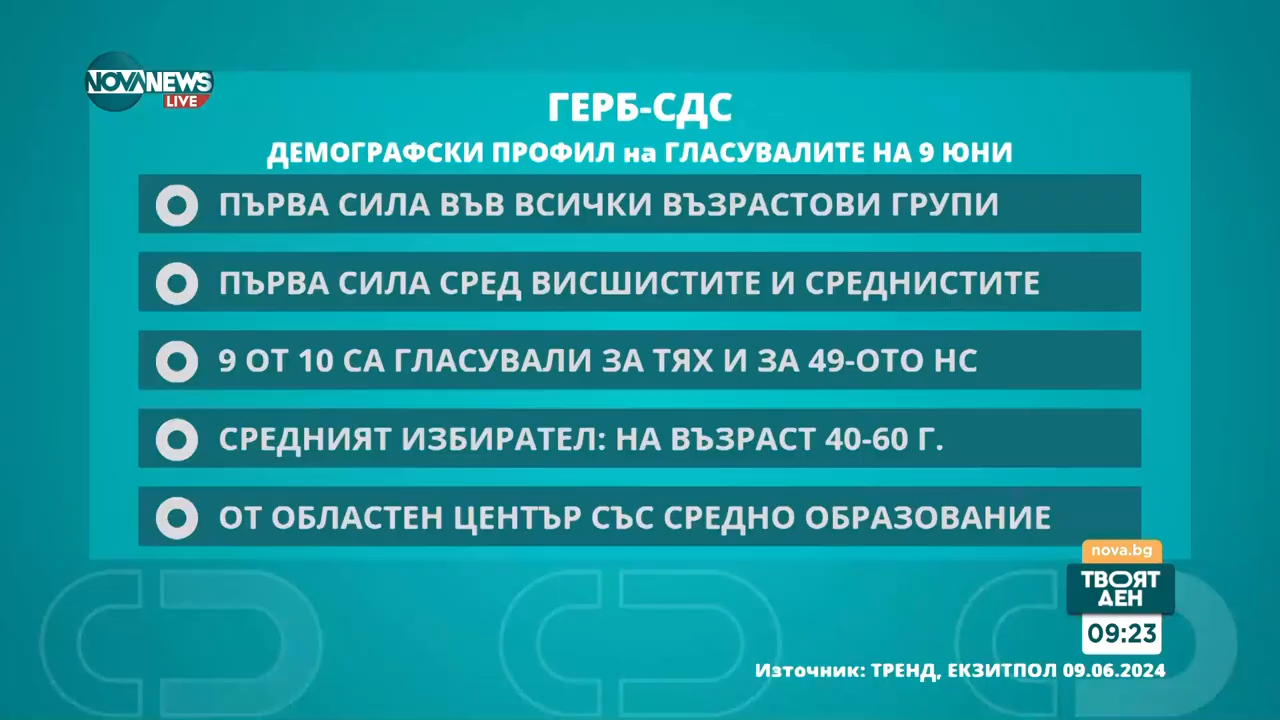 NOVANEWS
LIVE
ГЕРБ-СДС
ДЕМОГРАФСКИ ПРОФИЛ на ГЛАСУВАЛИТЕ НА 9 ЮНИ
ПЪРВА СИЛА ВЪВ ВСИЧКИ ВЪЗРАСТОВИ ГРУПИ
ПЪРВА СИЛА СРЕД ВИСШИСТИТЕ И СРЕДНИСТИТЕ
9 ОТ 10 СА ГЛАСУВАЛИ ЗА ТЯХ И ЗА 49-ОТО НС
СРЕДНИЯТ ИЗБИРАТЕЛ: НА ВЪЗРАСТ 40-60 Г.
ОТ ОБЛАСТЕН ЦЕНТЪР СЪС СРЕДНО ОБРАЗОВАНИЕ
nova.bg
ТВОЯТ
ДЕН
09:23
Източник: ТРЕНД, ЕКЗИТПОЛ 09.06.2024